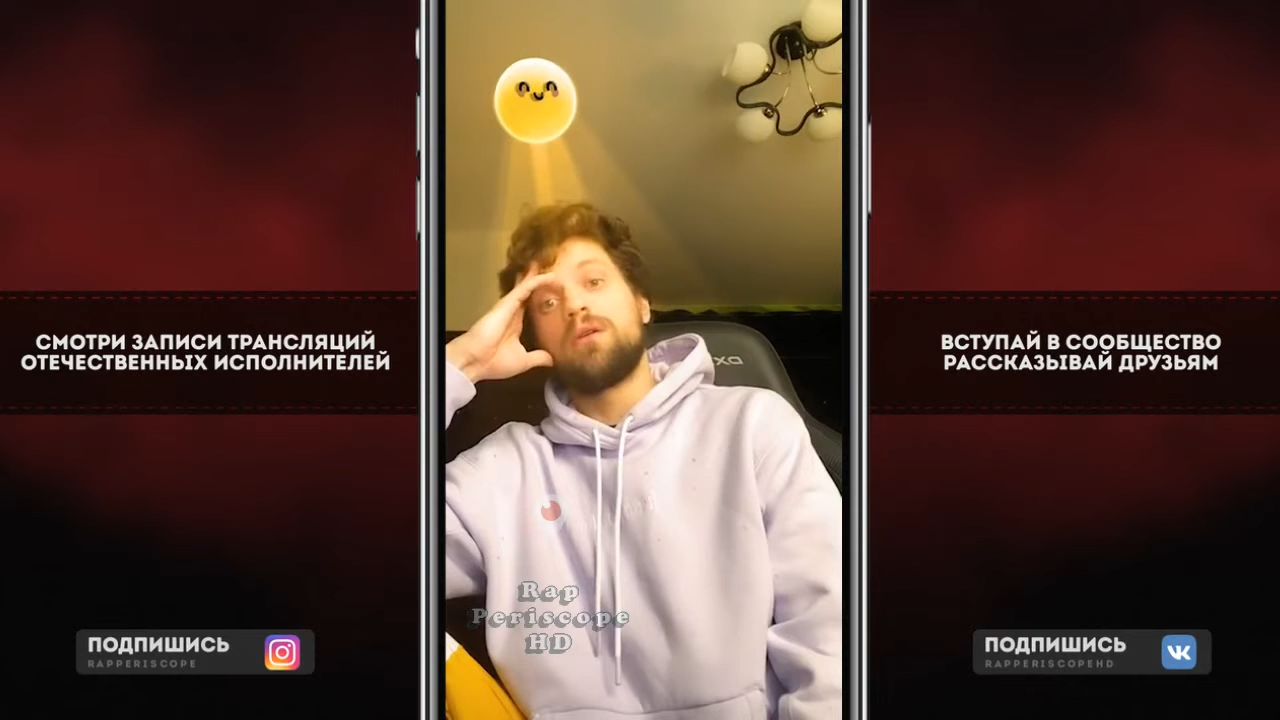 СМОТРИ ЗАПИСИ ТРАНСЛЯЦИЙ
ОТЕЧЕСТВЕННЫХ ИСПОЛНИТЕЛЕЙ
ПОДПИШИСЬ
RAPPERISCOPE
Rap
Periscope
HD
ВСТУПАЙ В СООБЩЕСТВО
РАССКАЗЫВАЙ ДРУЗЬЯМ
ПОДПИШИСЬ
RAPPERISCOPEHD